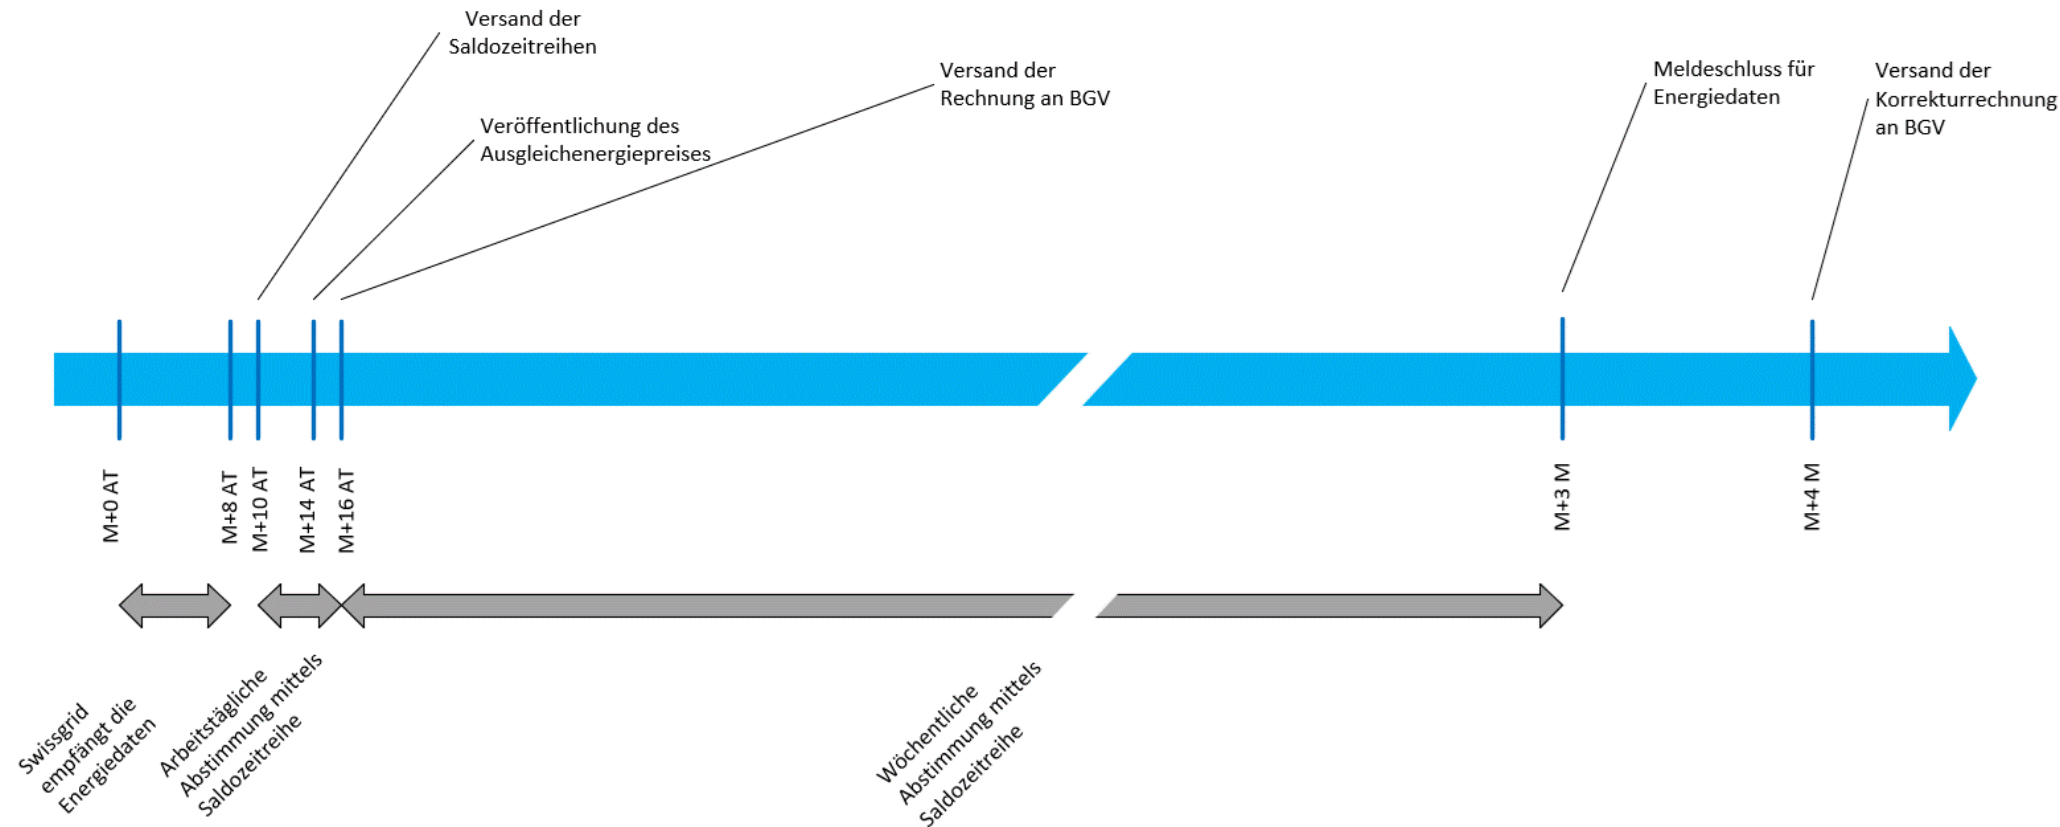 Versand der
Saldozeitreihen
Veröffentlichung des
Ausgleichenergiepreises
Versand der
Rechnung an BGV
Meldeschluss für
Energiedaten
Versand der
Korrekturrechnung
an BGV
M+0 AT
M+8 AT
M+10 AT
M+14 AT
M+16 AT
M+3 M
M+4 M
Swissgrid
empfängt die
Energiedaten
Arbeitstägliche
Abstimmung mittels
Saldozeitreihe
Wöchentliche
Abstimmung mittels
Saldozeitreihe